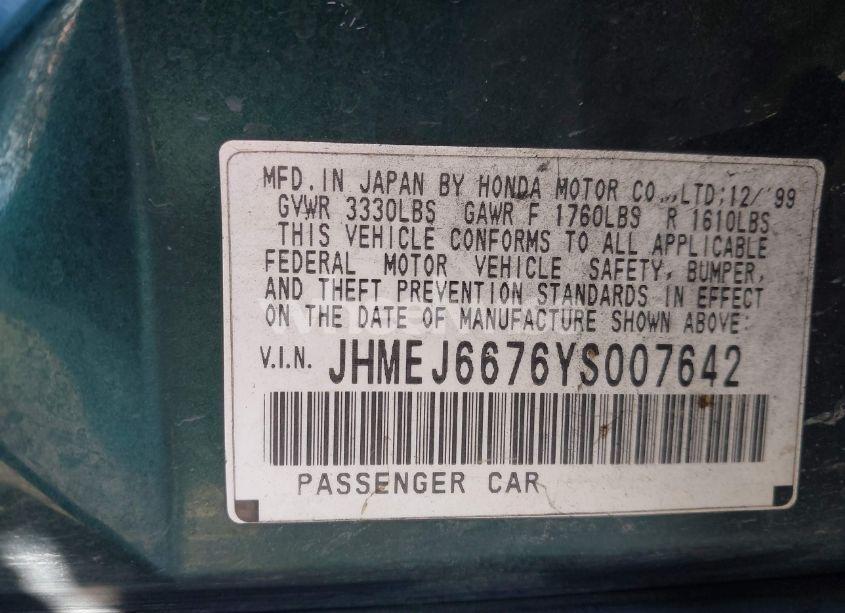 MFD. IN JAPAN BY HONDA MOTOR CO., LTD; 12/'99
GVWR 3330LBS GAWR F 1760LBS R 1610LBS
THIS VEHICLE CONFORMS TO ALL APPLICABLE
FEDERAL MOTOR VEHICLE SAFETY, BUMPER,
AND THEFT PREVENTION STANDARDS IN EFFECT
ON THE DATE OF MANUFACTURE SHOWN ABOVE:
V.I.N. JHMEJ6676YS007642
PASSENGER CAR